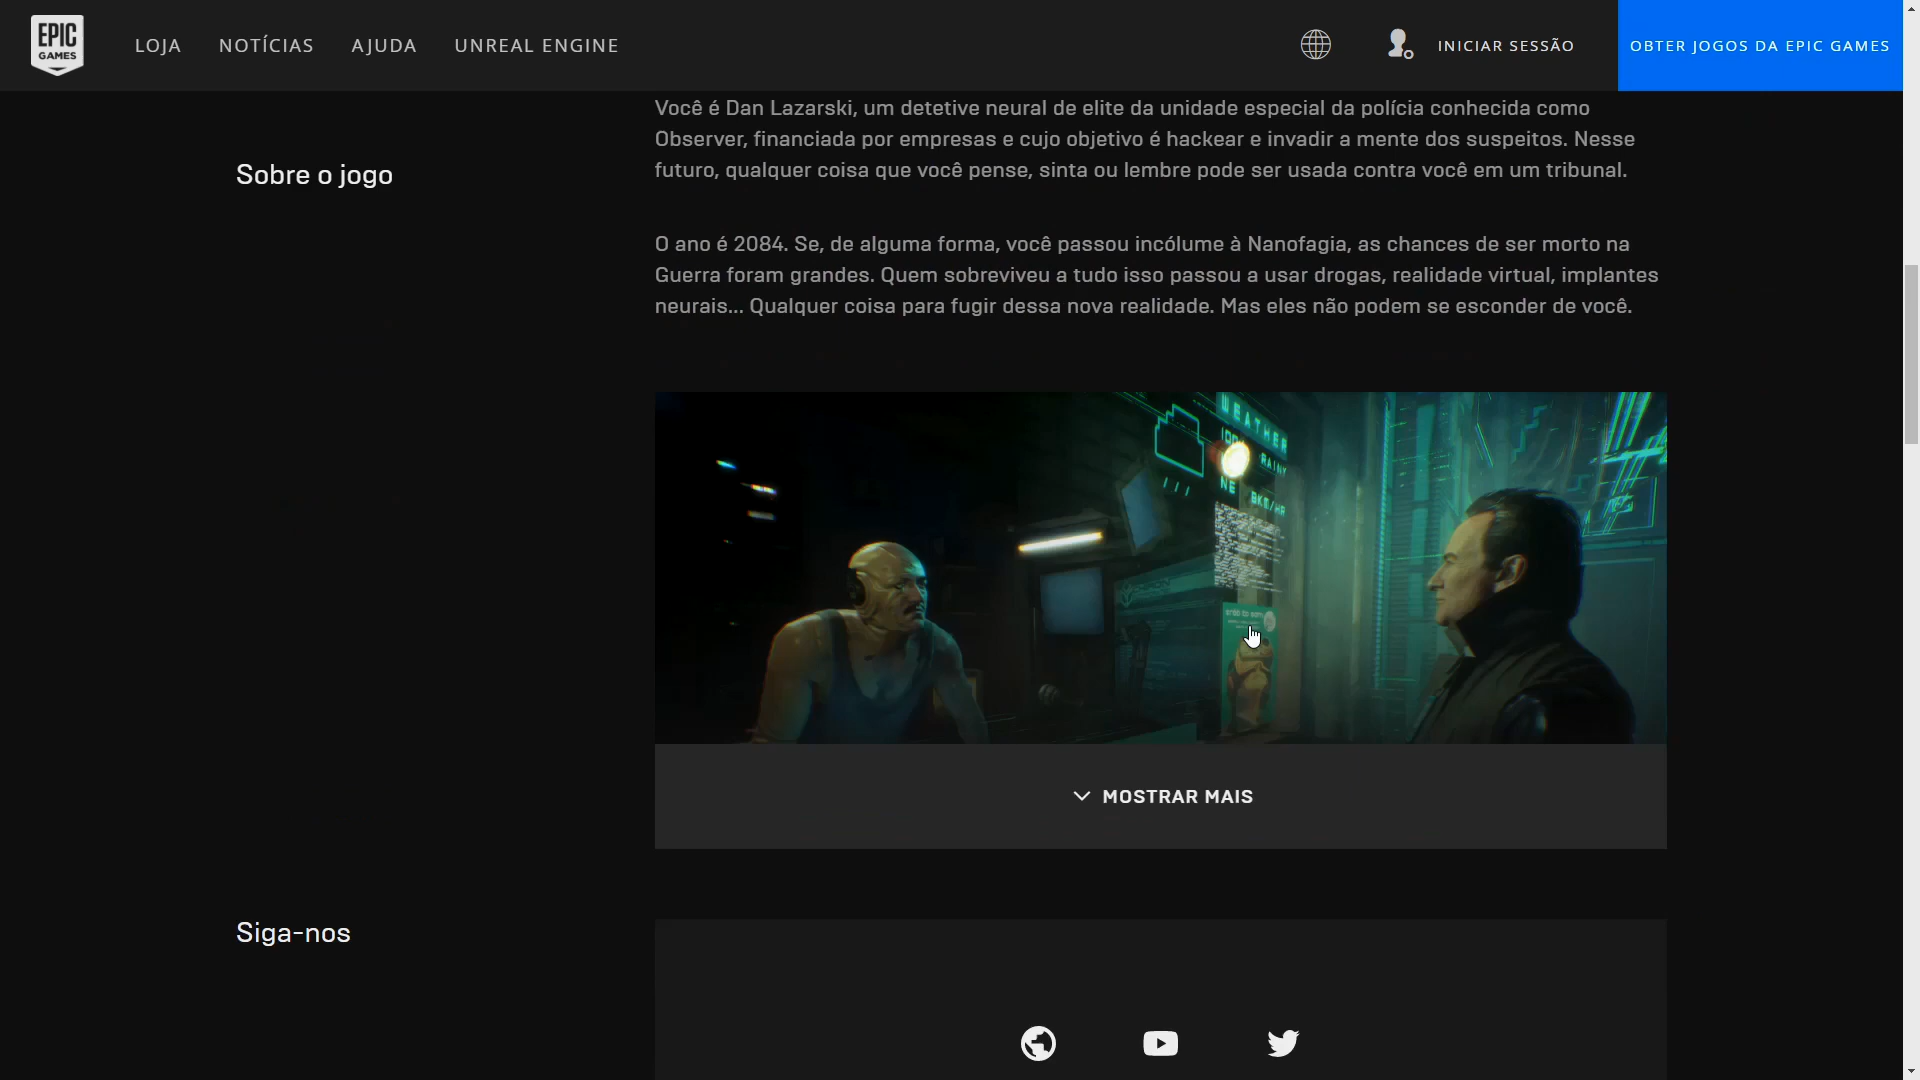 EPIC
GAMES
LOJA
NOTÍCIAS
AJUDA
UNREAL ENGINE
INICIAR SESSÃO
OBTER JOGOS DA EPIC GAMES
Sobre o jogo
Você é Dan Lazarski, um detetive neural de elite da unidade especial da polícia conhecida como
Observer, financiada por empresas e cujo objetivo é hackear e invadir a mente dos suspeitos. Nesse
futuro, qualquer coisa que você pense, sinta ou lembre pode ser usada contra você em um tribunal.
O ano é 2084. Se, de alguma forma, você passou incólume à Nanofagia, as chances de ser morto na
Guerra foram grandes. Quem sobreviveu a tudo isso passou a usar drogas, realidade virtual, implantes
neurais... Qualquer coisa para fugir dessa nova realidade. Mas eles não podem se esconder de você.
WEATHER
RAINY
NE
8KM/HR
MOSTRAR MAIS
Siga-nos